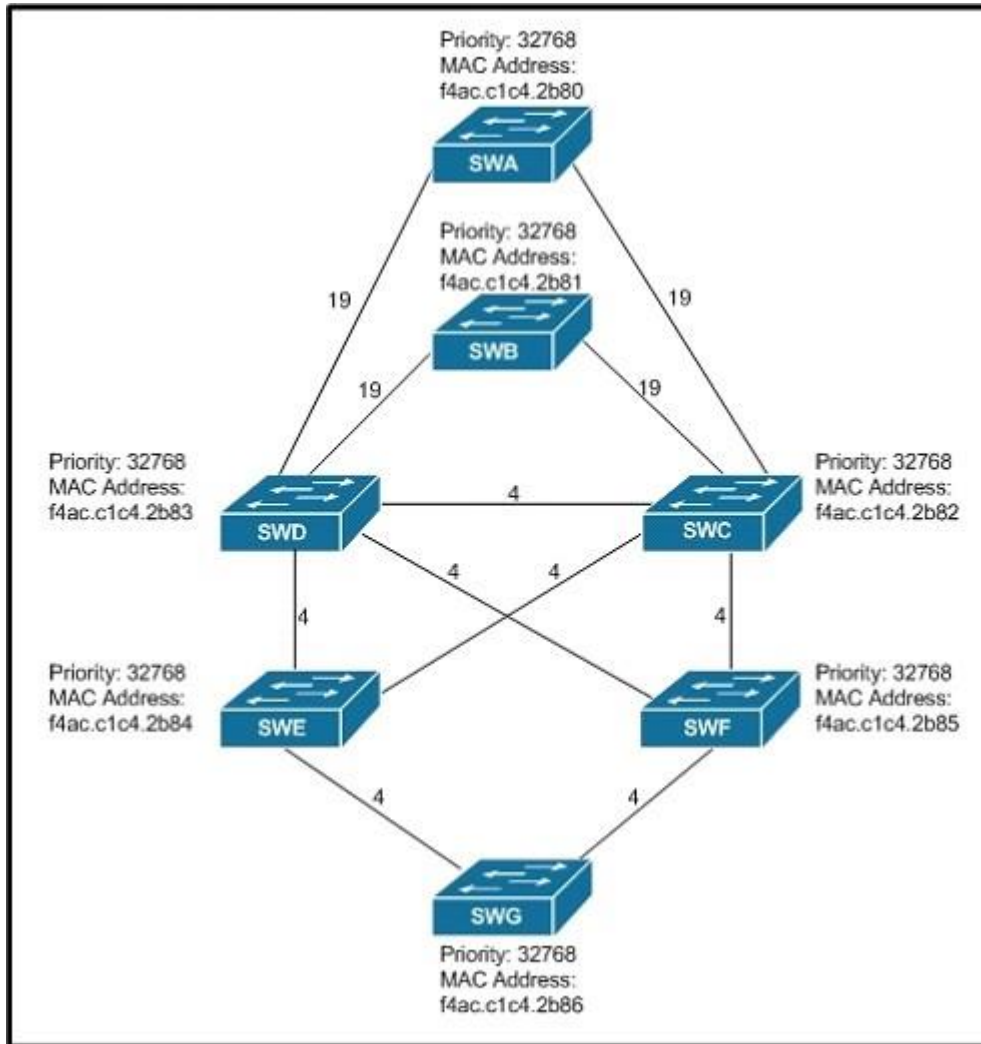 Priority: 32768
MAC Address:
f4ac.c1c4.2b80
SWA
Priority: 32768
MAC Address:
f4ac.c1c4.2b81
19
19
SWB
19
19
Priority: 32768
MAC Address:
f4ac.c1c4.2b83
Priority: 32768
MAC Address:
f4ac.c1c4.2b82
4
SWD
SWC
4
4
4
4
Priority: 32768
MAC Address:
f4ac.c1c4.2b84
Priority: 32768
MAC Address:
f4ac.c1c4.2b85
SWE
SWF
4
4
SWG
Priority: 32768
MAC Address:
f4ac.c1c4.2b86